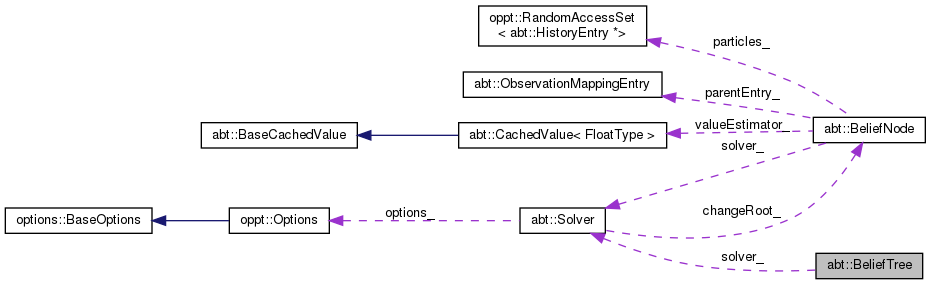 oppt::RandomAccessSet
< abt::HistoryEntry *>
particles_
abt::ObservationMappingEntry
parentEntry_
abt::BaseCachedValue
abt::CachedValue< FloatType >
valueEstimator_
abt::BeliefNode
solver_
options::BaseOptions
oppt::Options
options_
abt::Solver
changeRoot_
solver_
abt::BeliefTree